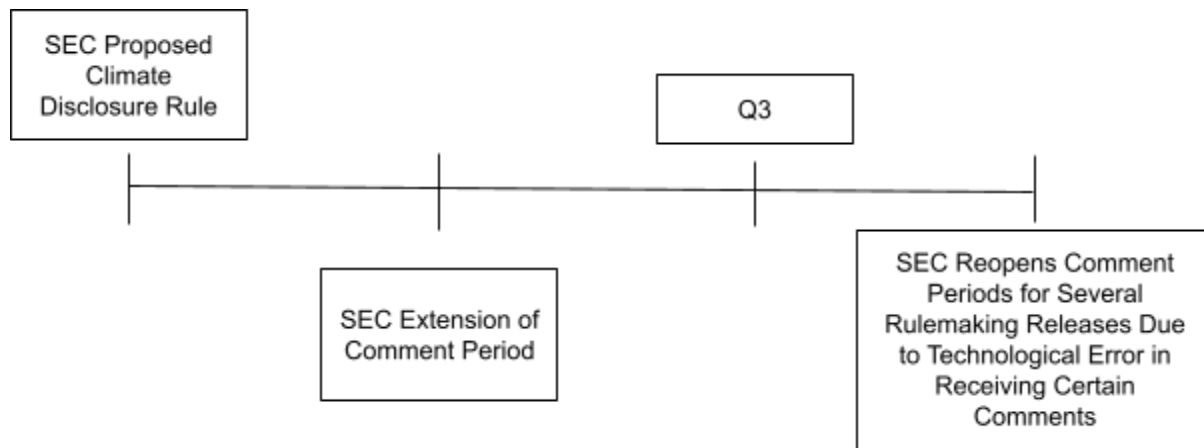 SEC Proposed
Climate
Disclosure Rule
Q3
SEC Extension of
Comment Period
SEC Reopens Comment
Periods for Several
Rulemaking Releases Due
to Technological Error in
Receiving Certain
Comments